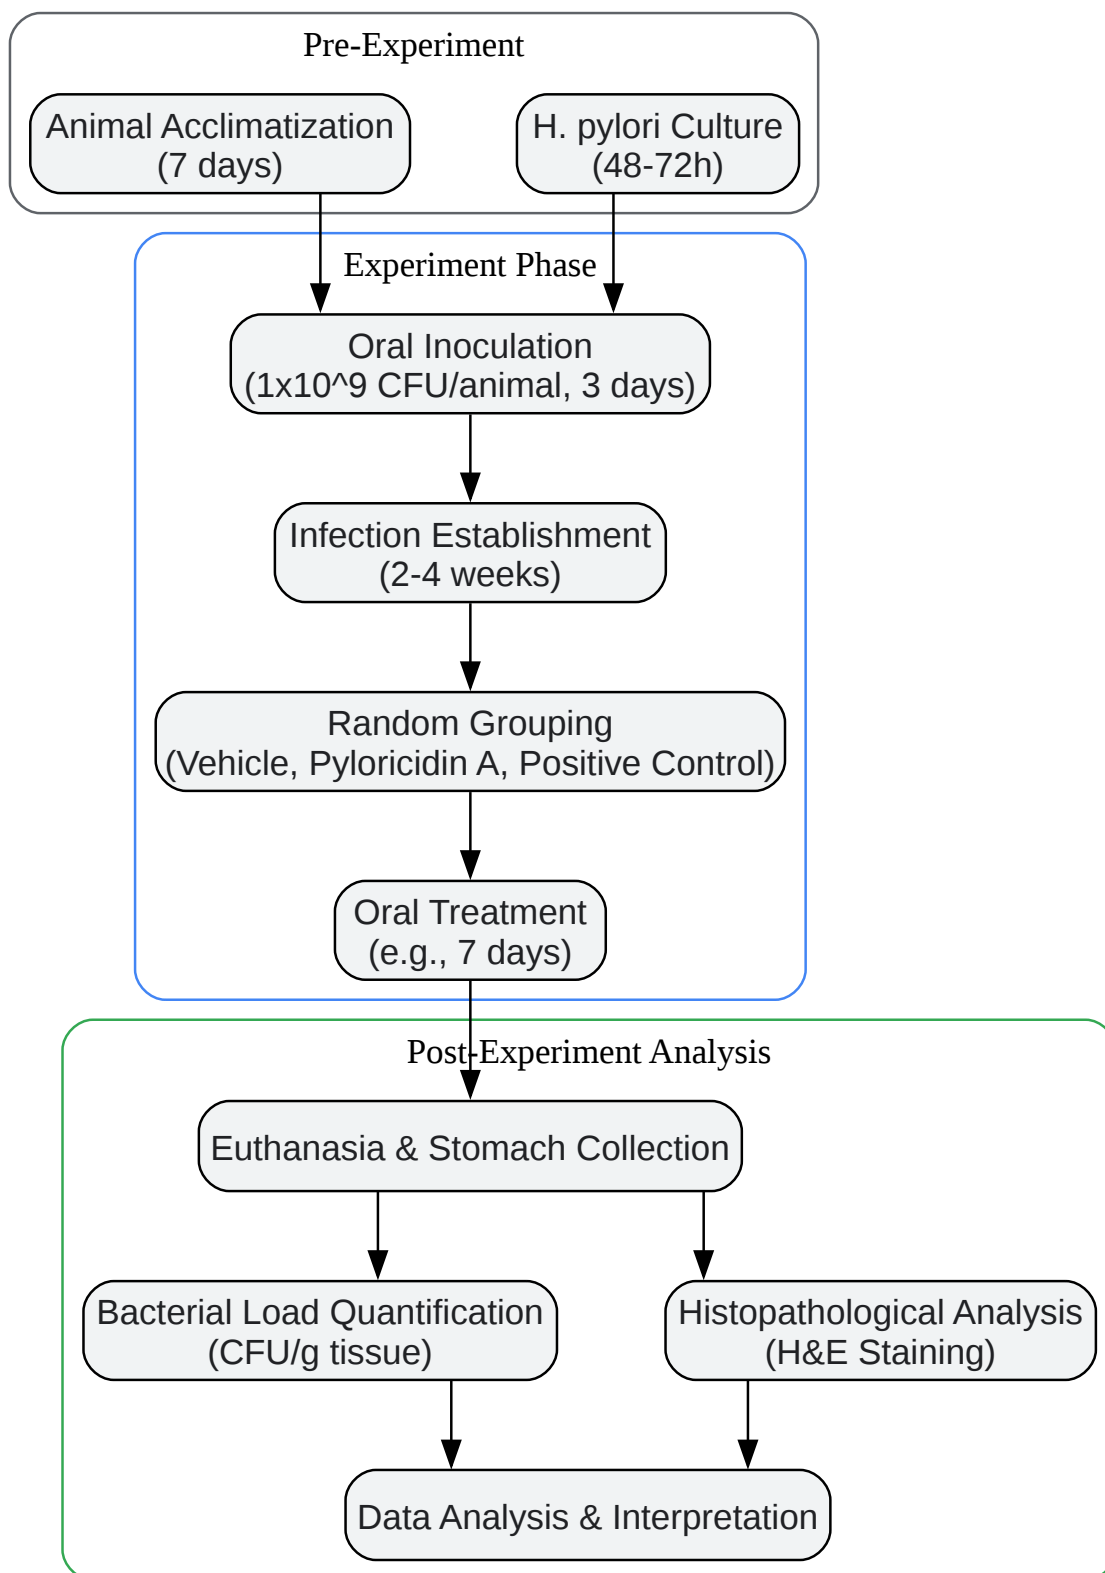 Pre-Experiment
Animal Acclimatization
(7 days)
H. pylori Culture
(48-72h)
Experiment Phase
Oral Inoculation
(1x10^9 CFU/animal, 3 days)
Infection Establishment
(2-4 weeks)
Random Grouping
(Vehicle, Pyloricidin A, Positive Control)
Oral Treatment
(e.g., 7 days)
Post-Experiment Analysis
Euthanasia & Stomach Collection
Bacterial Load Quantification
(CFU/g tissue)
Histopathological Analysis
(H&E Staining)
Data Analysis & Interpretation